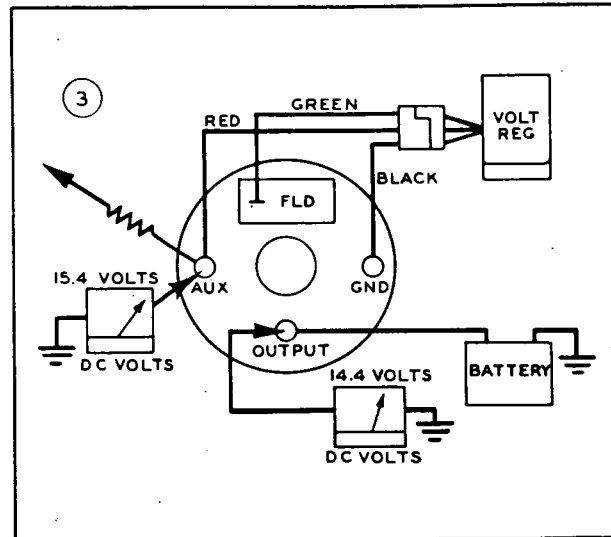 3
GREEN
RED
VOLT
REG
BLACK
FLD
15.4 VOLTS
AUX
GND
DC VOLTS
OUTPUT
14.4 VOLTS
BATTERY
DC VOLTS